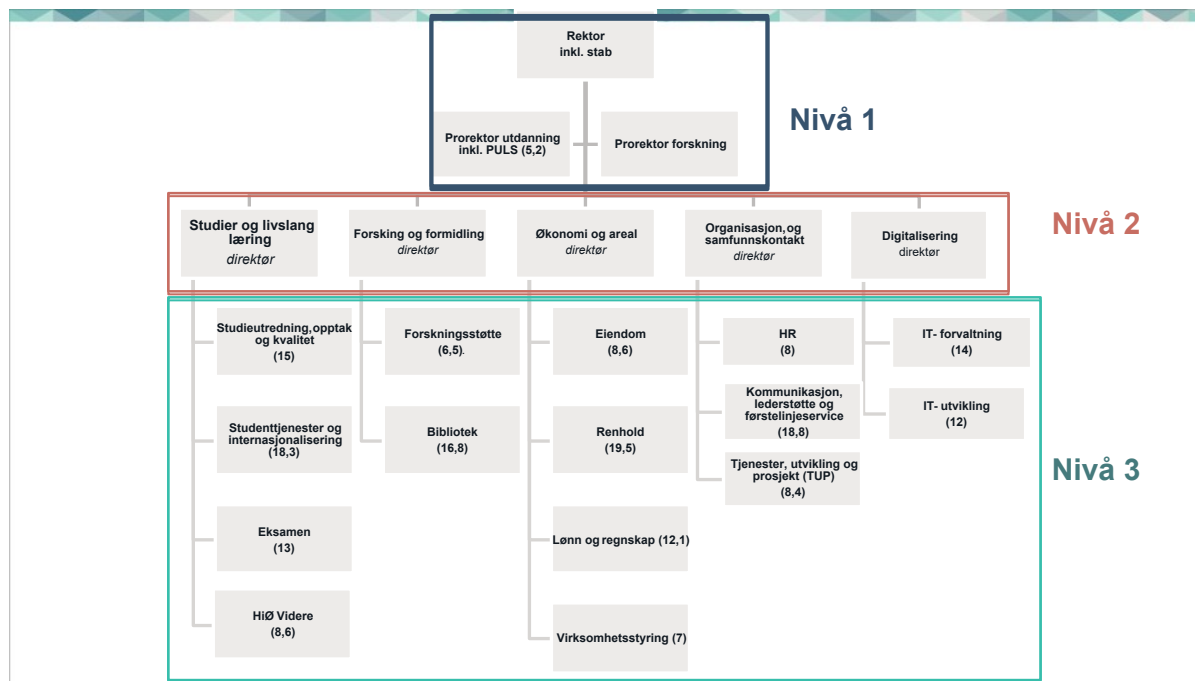 Rektor
inkl. stab
Nivå 1
Prorektor utdanning
inkl. PULS (5,2)
Prorektor forskning
Nivå 2
Studier og livslang
læring
direktør
Forsking og formidling
direktør
Økonomi og areal
direktør
Organisasjon,og
samfunnskontakt
direktør
Digitalisering
direktør
Nivå 3
Studieutredning,opptak
og kvalitet
(15)
Studenttjenester og
internasjonalisering
(18,3)
Eksamen
(13)
HiØ Videre
(8,6)
Forskningsstøtte
(6,5).
Bibliotek
(16,8)
Eiendom
(8,6)
Renhold
(19,5)
Lønn og regnskap (12,1)
Virksomhetsstyring (7)
HR
(8)
Kommunikasjon,
lederstøtte og
førstelinjeservice
(18,8)
Tjenester, utvikling og
prosjekt (TUP)
(8,4)
IT- forvaltning
(14)
IT- utvikling
(12)